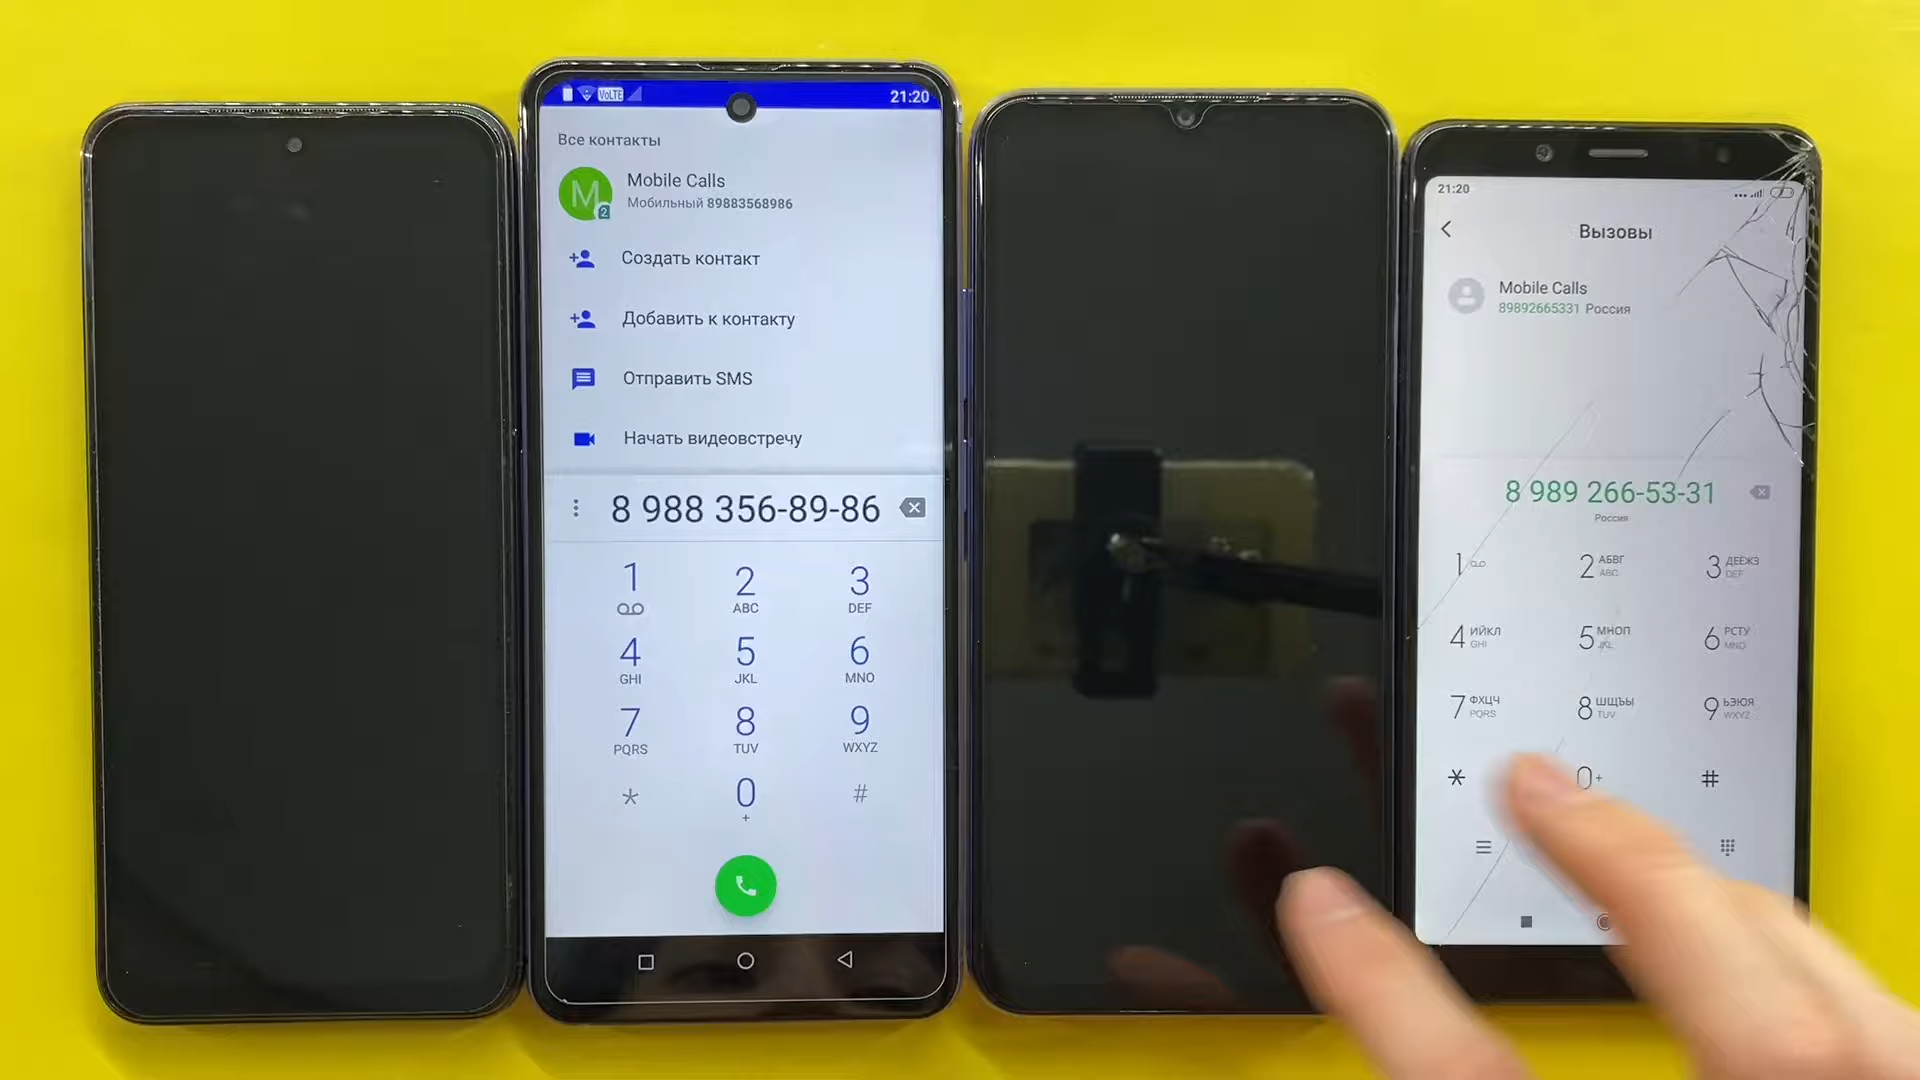 VoLTE 21:20
Все контакты
M
2
Mobile Calls
Мобильный 89883568986
Создать контакт
Добавить к контакту
Отправить SMS
Начать видеовстречу
8 988 356-89-86
1 2 3
ABC DEF
4 5 6
GHI JKL MNO
7 8 9
PQRS TUV WXYZ
* 0 #
+
21:20
Вызовы
Mobile Calls
89892665331 Россия
8 989 266-53-31
Россия
1 2 АБВГ 3 ДЕЁЖЗ
ABC DEF
4 ИЙКЛ 5 МНОП 6 РСТУ
GHI JKL MNO
7 ФХЦЧ 8 ШЩЪЫ 9 ЬЭЮЯ
PQRS TUV WXYZ
* 0 + #